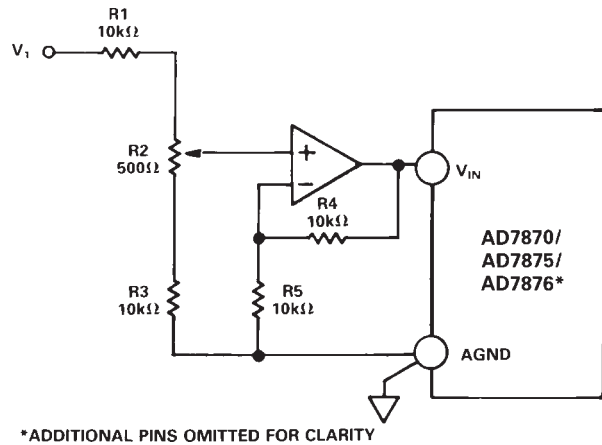 R1
10kΩ
V₁
R2
500Ω
+
−
VIN
R4
10kΩ
AD7870/
AD7875/
AD7876*
R3
10kΩ
R5
10kΩ
AGND
*ADDITIONAL PINS OMITTED FOR CLARITY